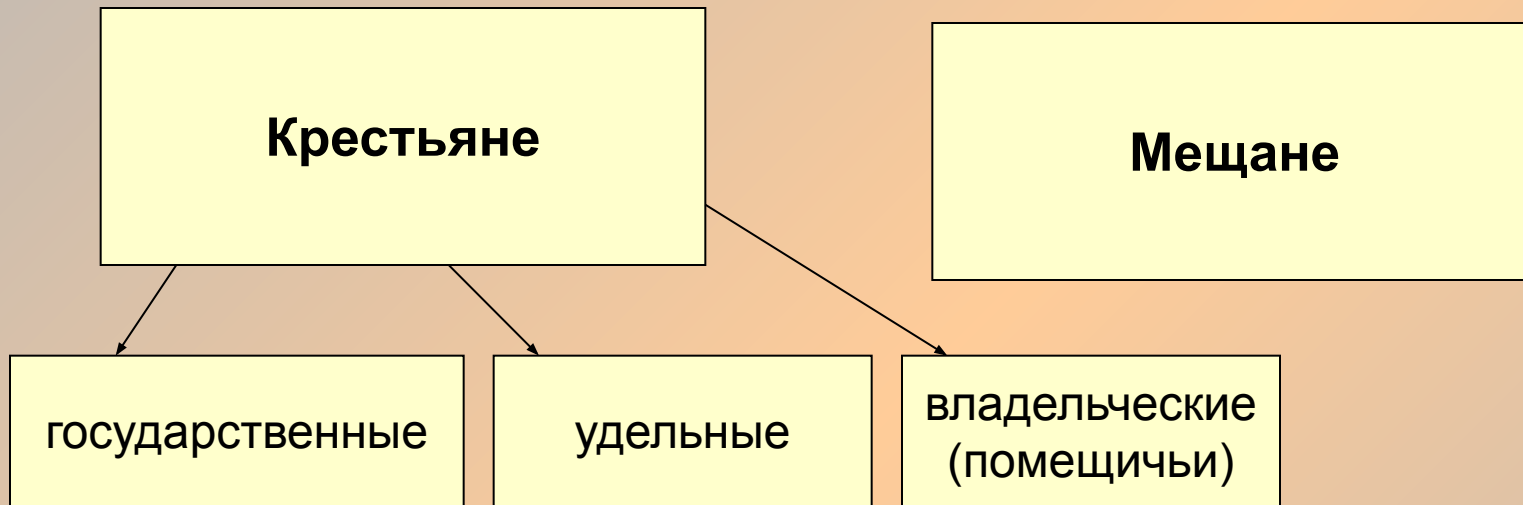 Крестьяне
Мещане
государственные
удельные
владельческие
(помещичьи)